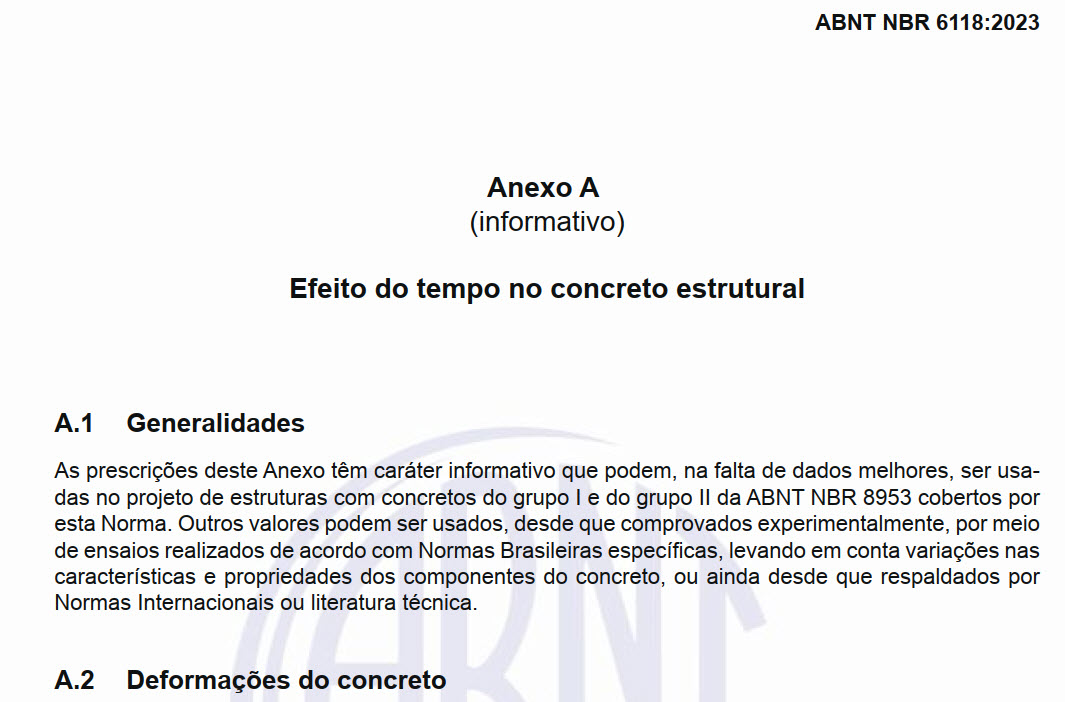 ABNT NBR 6118:2023
Anexo A
(informativo)
Efeito do tempo no concreto estrutural
A.1 Generalidades
As prescrições deste Anexo têm caráter informativo que podem, na falta de dados melhores, ser usa-
das no projeto de estruturas com concretos do grupo I e do grupo II da ABNT NBR 8953 cobertos por
esta Norma. Outros valores podem ser usados, desde que comprovados experimentalmente, por meio
de ensaios realizados de acordo com Normas Brasileiras específicas, levando em conta variações nas
características e propriedades dos componentes do concreto, ou ainda desde que respaldados por
Normas Internacionais ou literatura técnica.
ABNT
A.2 Deformações do concreto